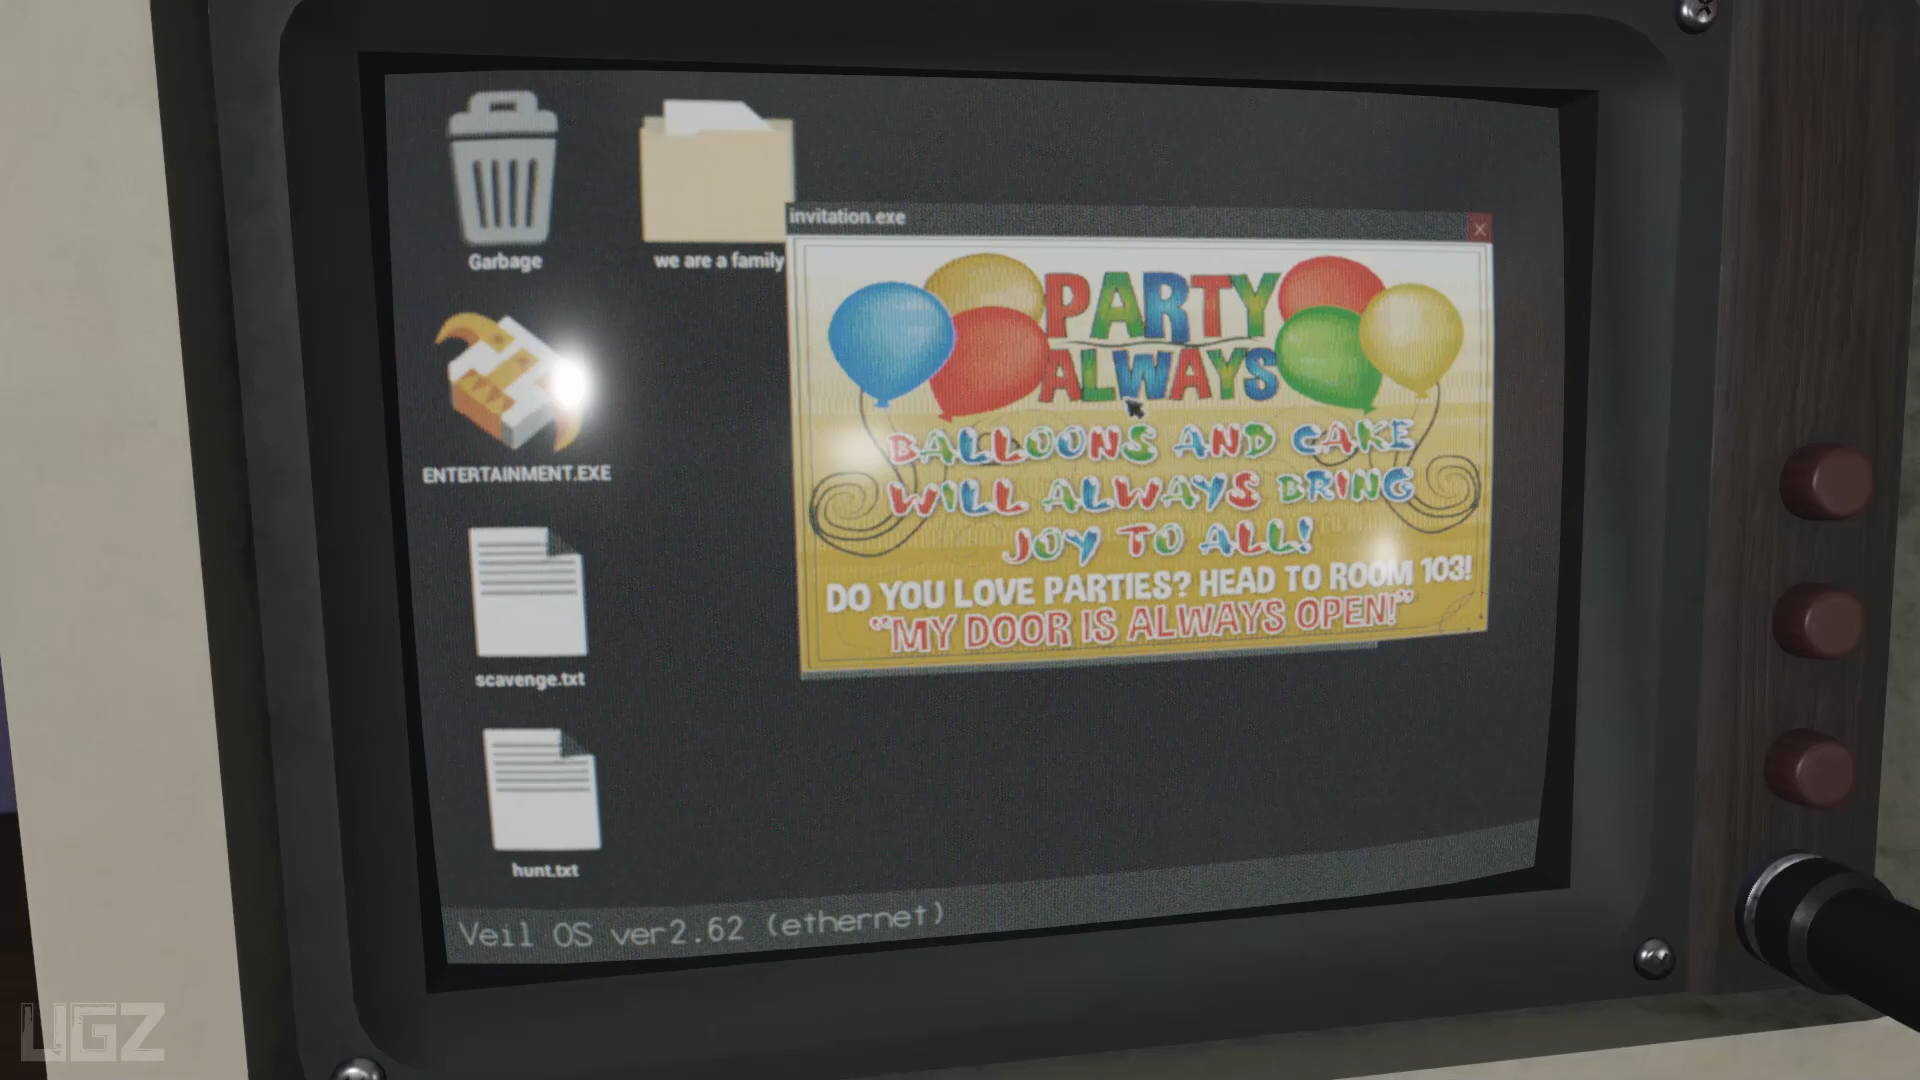 Garbage
we are a family
invitation.exe
PARTY
ALWAYS
BALLOONS AND CAKE
WILL ALWAYS BRING
JOY TO ALL!
DO YOU LOVE PARTIES? HEAD TO ROOM 103!
“MY DOOR IS ALWAYS OPEN!”
ENTERTAINMENT.EXE
scavenge.txt
hunt.txt
Veil OS ver2.62 (ethernet)
UGZ